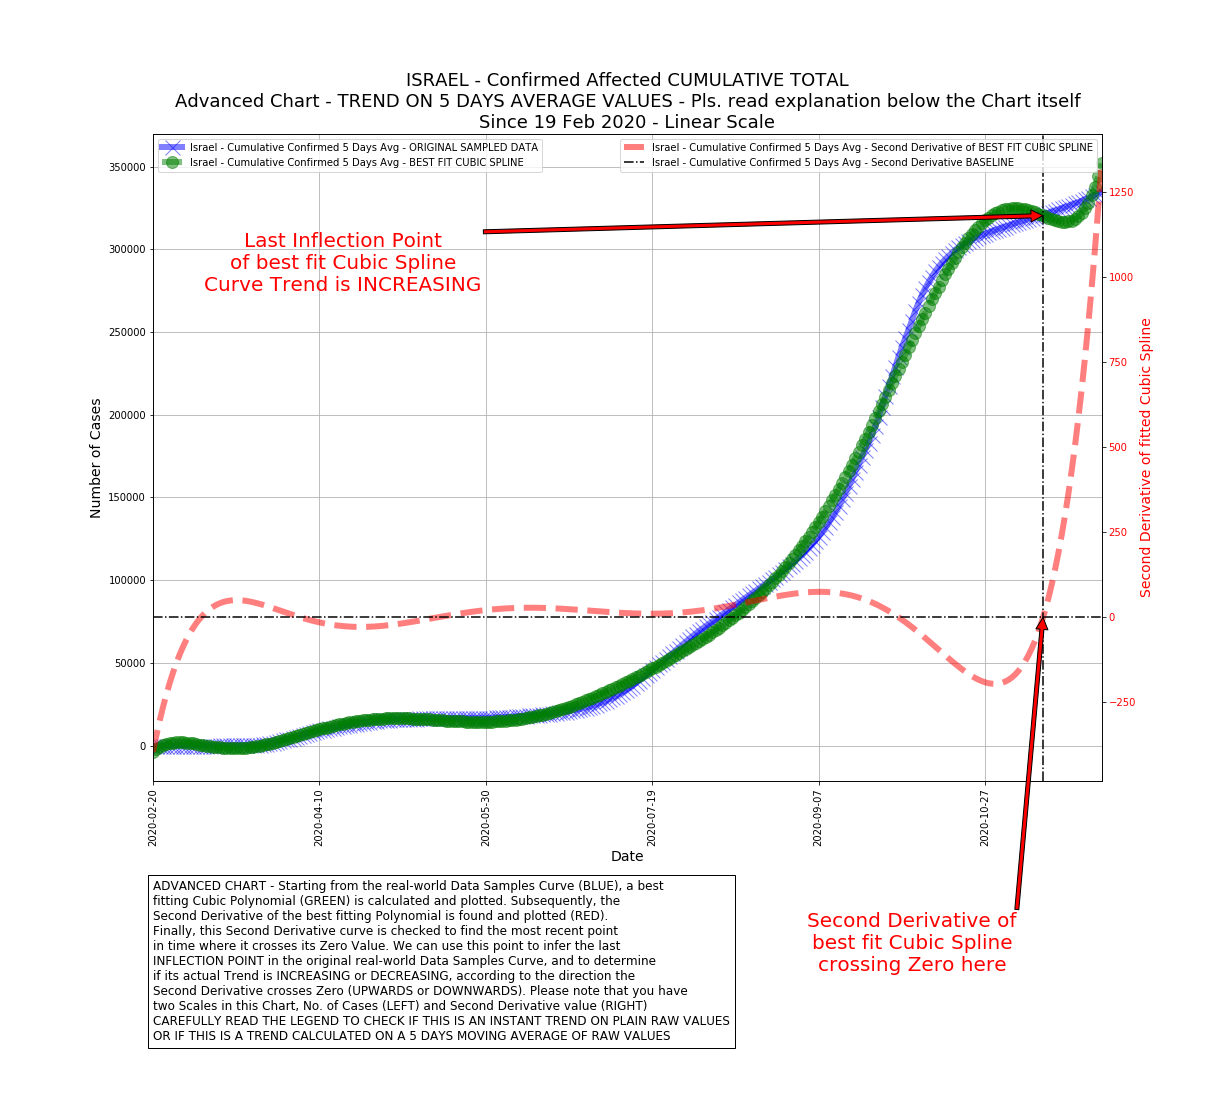 ISRAEL - Confirmed Affected CUMULATIVE TOTAL
Advanced Chart - TREND ON 5 DAYS AVERAGE VALUES - Pls. read explanation below the Chart itself
Since 19 Feb 2020 - Linear Scale
Israel - Cumulative Confirmed 5 Days Avg - ORIGINAL SAMPLED DATA
Israel - Cumulative Confirmed 5 Days Avg - BEST FIT CUBIC SPLINE
Israel - Cumulative Confirmed 5 Days Avg - Second Derivative of BEST FIT CUBIC SPLINE
Israel - Cumulative Confirmed 5 Days Avg - Second Derivative BASELINE
Number of Cases
350000
300000
250000
200000
150000
100000
50000
0
Last Inflection Point
of best fit Cubic Spline
Curve Trend is INCREASING
1250
1000
750
500
250
0
−250
Second Derivative of fitted Cubic Spline
2020-02-20
2020-04-10
2020-05-30
2020-07-19
2020-09-07
2020-10-27
Date
ADVANCED CHART - Starting from the real-world Data Samples Curve (BLUE), a best
fitting Cubic Polynomial (GREEN) is calculated and plotted. Subsequently, the
Second Derivative of the best fitting Polynomial is found and plotted (RED).
Finally, this Second Derivative curve is checked to find the most recent point
in time where it crosses its Zero Value. We can use this point to infer the last
INFLECTION POINT in the original real-world Data Samples Curve, and to determine
if its actual Trend is INCREASING or DECREASING, according to the direction the
Second Derivative crosses Zero (UPWARDS or DOWNWARDS). Please note that you have
two Scales in this Chart, No. of Cases (LEFT) and Second Derivative value (RIGHT)
CAREFULLY READ THE LEGEND TO CHECK IF THIS IS AN INSTANT TREND ON PLAIN RAW VALUES
OR IF THIS IS A TREND CALCULATED ON A 5 DAYS MOVING AVERAGE OF RAW VALUES
Second Derivative of
best fit Cubic Spline
crossing Zero here